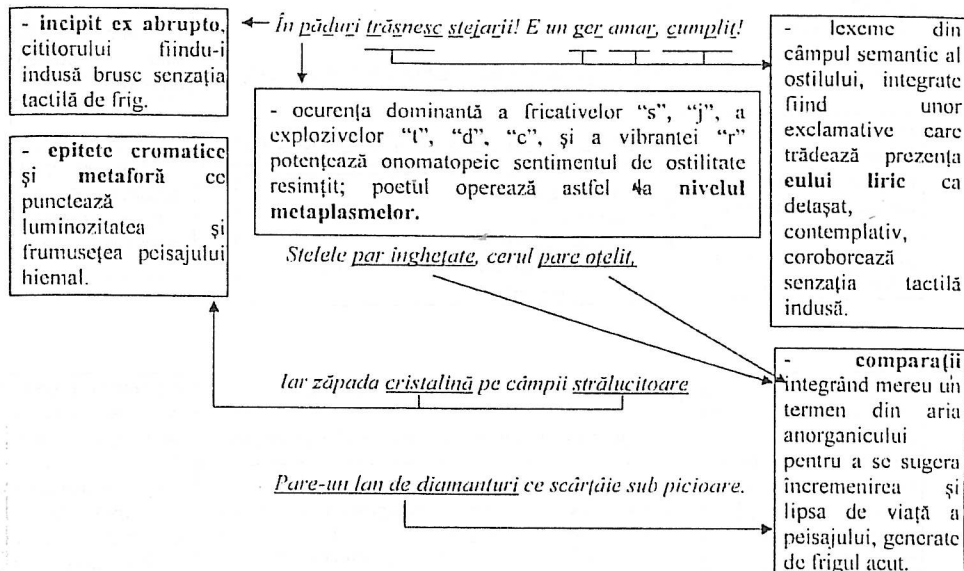 - incipit ex abrupto,
cititorului fiindu-i
indusă brusc senzația
tactilă de frig.
În păduri trăsnesc stejarii! E un ger amar, cumplit!
- lexeme din
câmpul semantic al
ostilului, integrate
fiind unor
exclamative care
trădează prezența
eului liric ca
detașat,
contemplativ,
coroborează
senzația tactilă
indusă.
- ocurența dominantă a fricativelor “s”, “j”, a
explozivelor “t”, “d”, “c”, și a vibrantei “r”
potențează onomatopeic sentimentul de ostilitate
resimțit; poetul operează astfel la nivelul
metaplasmelor.
- epitete cromatice
și metaforă ce
punctează
luminozitatea și
frumusețea peisajului
hiemal.
Stelele par înghețate, cerul pare oțelit,
Iar zăpada cristalină pe câmpii strălucitoare
Pare-un lan de diamanturi ce scârțâie sub picioare.
- comparații
integrând mereu un
termen din aria
anorganicului
pentru a se sugera
încremenirea și
lipsa de viață a
peisajului, generate
de frigul acut.